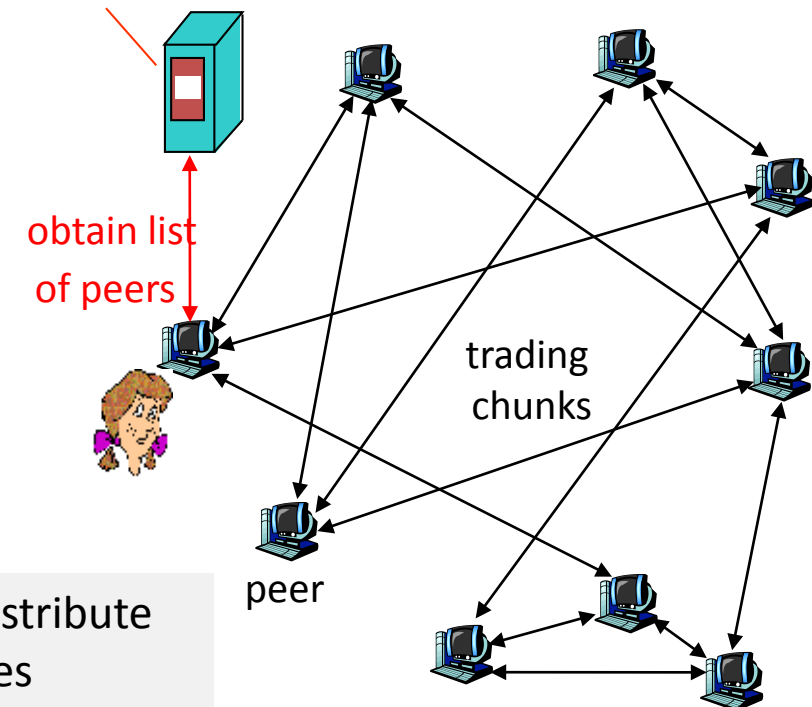 obtain list
of peers
trading
chunks
peer
stribute
es